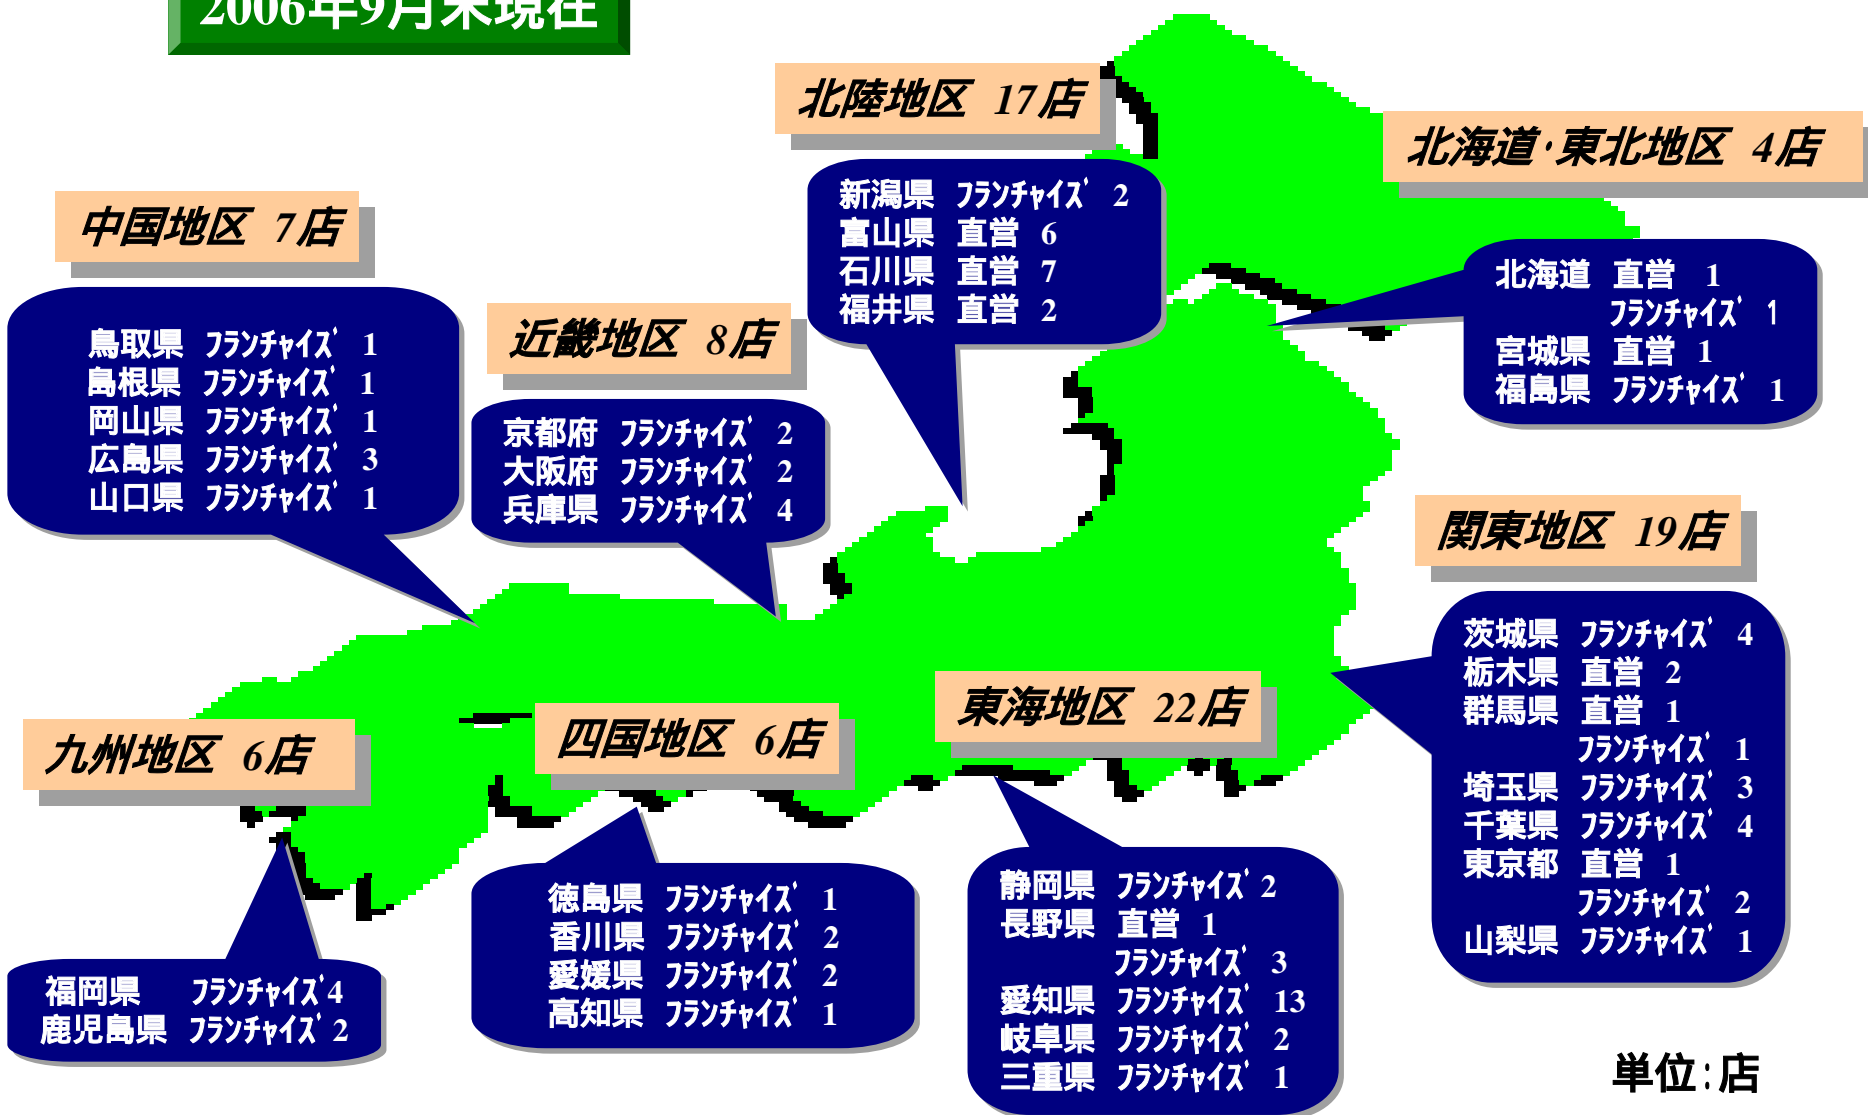 2006年9月末現在
北陸地区 17店
新潟県 ﾌﾗﾝﾁｬｲｽﾞ 2
富山県 直営 6
石川県 直営 7
福井県 直営 2
北海道･東北地区 4店
北海道 直営 1
ﾌﾗﾝﾁｬｲｽﾞ 1
宮城県 直営 1
福島県 ﾌﾗﾝﾁｬｲｽﾞ 1
中国地区 7店
鳥取県 ﾌﾗﾝﾁｬｲｽﾞ 1
島根県 ﾌﾗﾝﾁｬｲｽﾞ 1
岡山県 ﾌﾗﾝﾁｬｲｽﾞ 1
広島県 ﾌﾗﾝﾁｬｲｽﾞ 3
山口県 ﾌﾗﾝﾁｬｲｽﾞ 1
近畿地区 8店
京都府 ﾌﾗﾝﾁｬｲｽﾞ 2
大阪府 ﾌﾗﾝﾁｬｲｽﾞ 2
兵庫県 ﾌﾗﾝﾁｬｲｽﾞ 4
関東地区 19店
茨城県 ﾌﾗﾝﾁｬｲｽﾞ 4
栃木県 直営 2
群馬県 直営 1
ﾌﾗﾝﾁｬｲｽﾞ 1
埼玉県 ﾌﾗﾝﾁｬｲｽﾞ 3
千葉県 ﾌﾗﾝﾁｬｲｽﾞ 4
東京都 直営 1
ﾌﾗﾝﾁｬｲｽﾞ 2
山梨県 ﾌﾗﾝﾁｬｲｽﾞ 1
九州地区 6店
福岡県 ﾌﾗﾝﾁｬｲｽﾞ 4
鹿児島県 ﾌﾗﾝﾁｬｲｽﾞ 2
四国地区 6店
徳島県 ﾌﾗﾝﾁｬｲｽﾞ 1
香川県 ﾌﾗﾝﾁｬｲｽﾞ 2
愛媛県 ﾌﾗﾝﾁｬｲｽﾞ 2
高知県 ﾌﾗﾝﾁｬｲｽﾞ 1
東海地区 22店
静岡県 ﾌﾗﾝﾁｬｲｽﾞ 2
長野県 直営 1
ﾌﾗﾝﾁｬｲｽﾞ 3
愛知県 ﾌﾗﾝﾁｬｲｽﾞ 13
岐阜県 ﾌﾗﾝﾁｬｲｽﾞ 2
三重県 ﾌﾗﾝﾁｬｲｽﾞ 1
単位:店